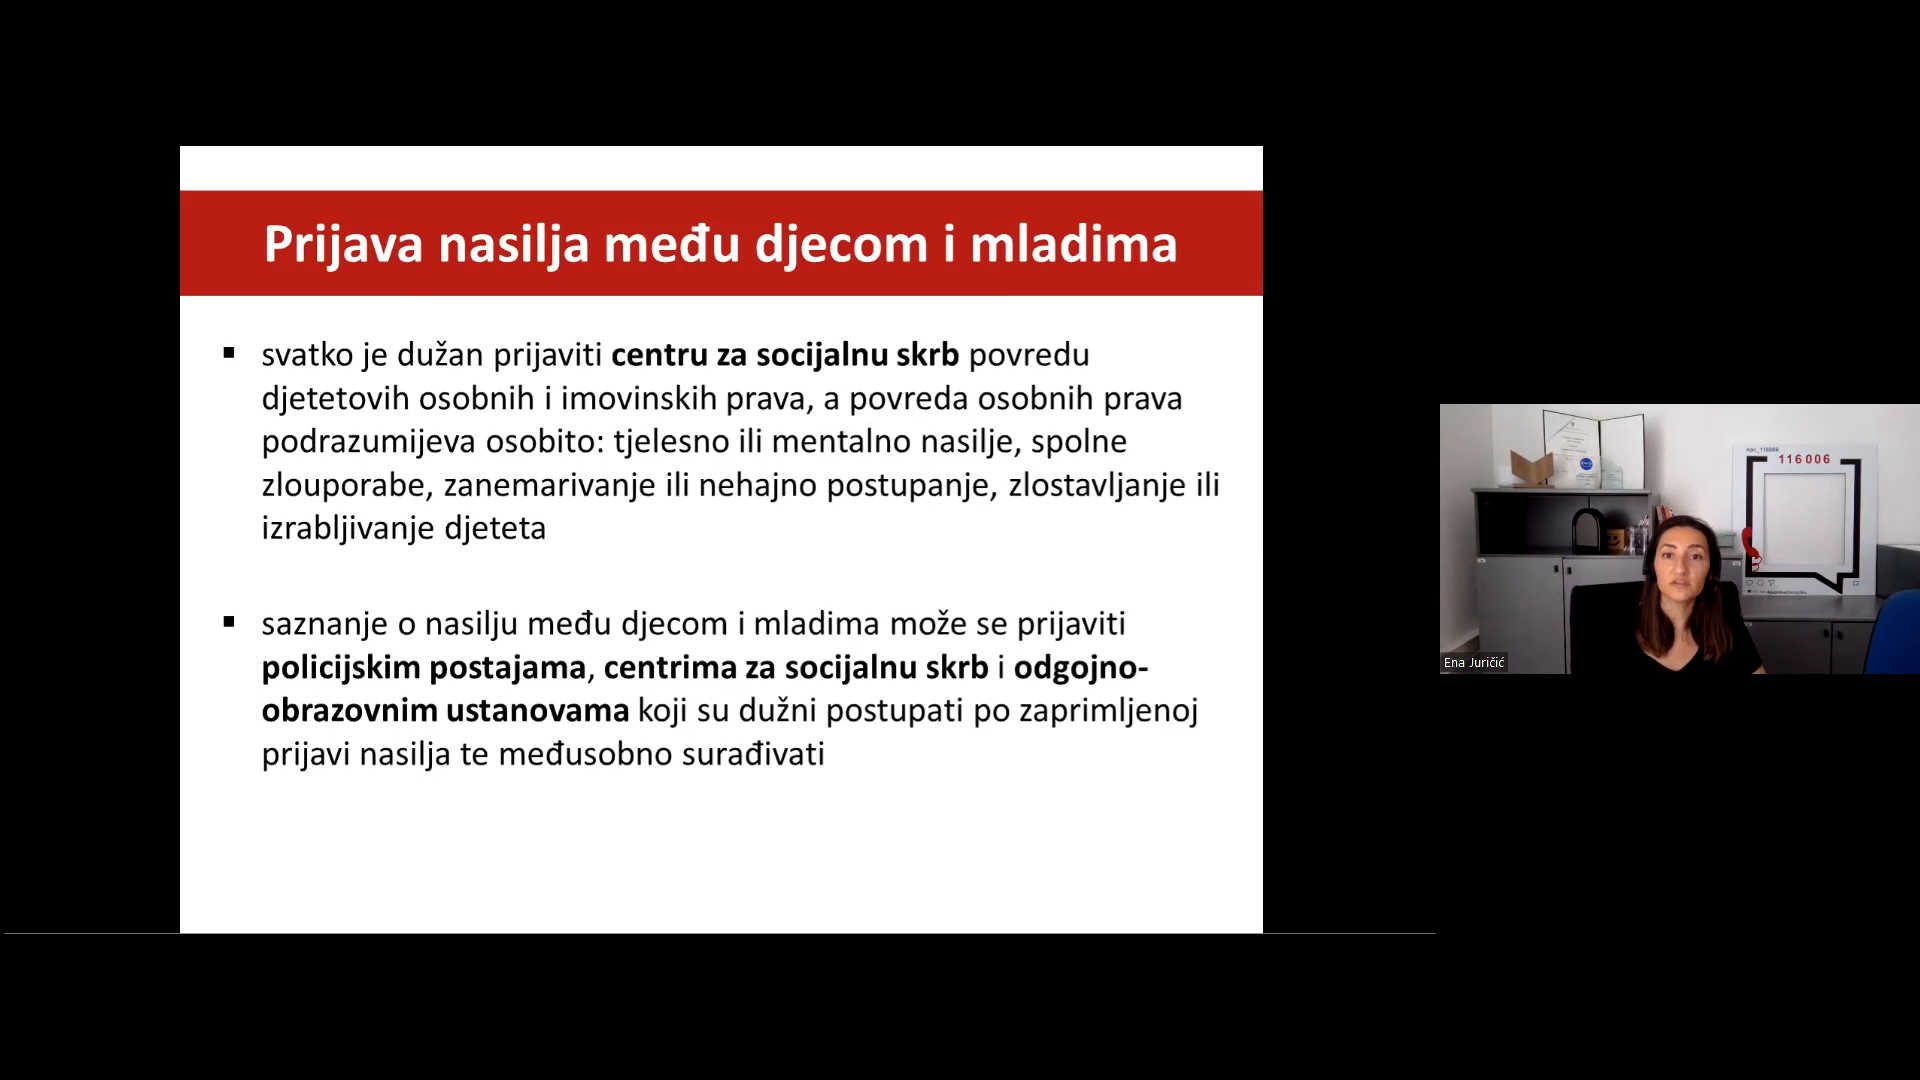 Prijava nasilja među djecom i mladima
▪ svatko je dužan prijaviti centru za socijalnu skrb povredu
djetetovih osobnih i imovinskih prava, a povreda osobnih prava
podrazumijeva osobito: tjelesno ili mentalno nasilje, spolne
zlouporabe, zanemarivanje ili nehajno postupanje, zlostavljanje ili
izrabljivanje djeteta
▪ saznanje o nasilju među djecom i mladima može se prijaviti
policijskim postajama, centrima za socijalnu skrb i odgojno-
obrazovnim ustanovama koji su dužni postupati po zaprimljenoj
prijavi nasilja te međusobno surađivati
116 006
Ena Juričić